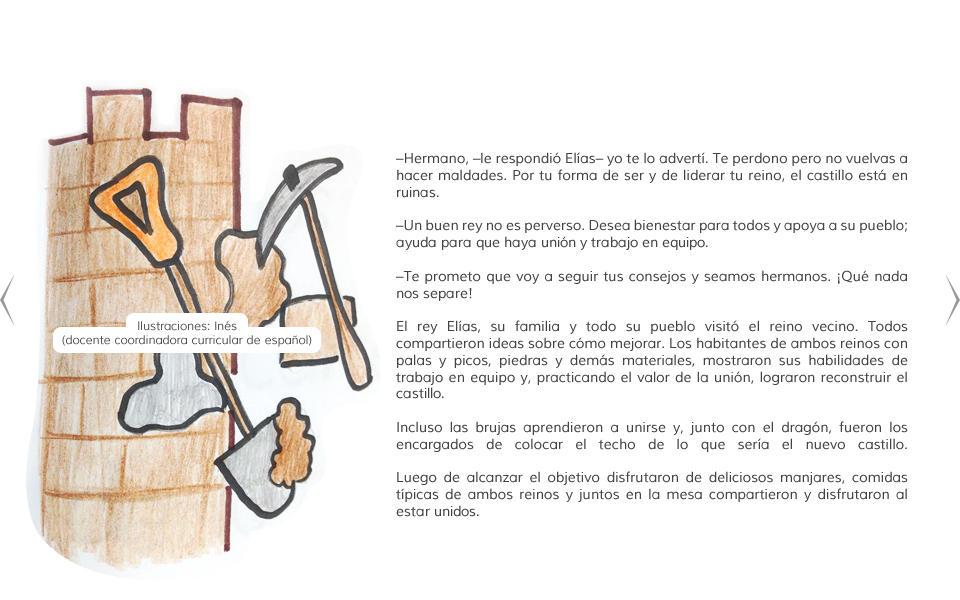 –Hermano, –le respondió Elías– yo te lo advertí. Te perdono pero no vuelvas a
hacer maldades. Por tu forma de ser y de liderar tu reino, el castillo está en
ruinas.
–Un buen rey no es perverso. Desea bienestar para todos y apoya a su pueblo;
ayuda para que haya unión y trabajo en equipo.
–Te prometo que voy a seguir tus consejos y seamos hermanos. ¡Qué nada
nos separe!
El rey Elías, su familia y todo su pueblo visitó el reino vecino. Todos
compartieron ideas sobre cómo mejorar. Los habitantes de ambos reinos con
palas y picos, piedras y demás materiales, mostraron sus habilidades de
trabajo en equipo y, practicando el valor de la unión, lograron reconstruir el
castillo.
Incluso las brujas aprendieron a unirse y, junto con el dragón, fueron los
encargados de colocar el techo de lo que sería el nuevo castillo.
Luego de alcanzar el objetivo disfrutaron de deliciosos manjares, comidas
típicas de ambos reinos y juntos en la mesa compartieron y disfrutaron al
estar unidos.
Ilustraciones: Inés
(docente coordinadora curricular de español)